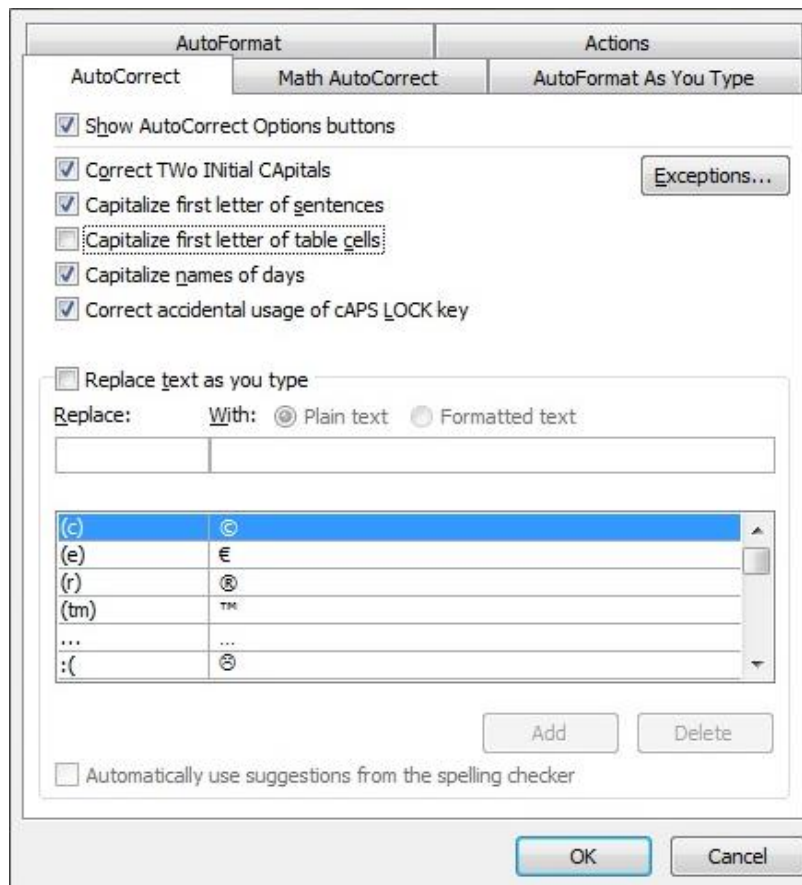 AutoFormat Actions
AutoCorrect Math AutoCorrect AutoFormat As You Type
Show AutoCorrect Options buttons
Correct TWo INitial CApitals Exceptions...
Capitalize first letter of sentences
Capitalize first letter of table cells
Capitalize names of days
Correct accidental usage of cAPS LOCK key
Replace text as you type
Replace: With: Plain text Formatted text
(c) ©
(e) €
(r) ®
(tm) ™
... …
:( ☹
Add Delete
Automatically use suggestions from the spelling checker
OK Cancel